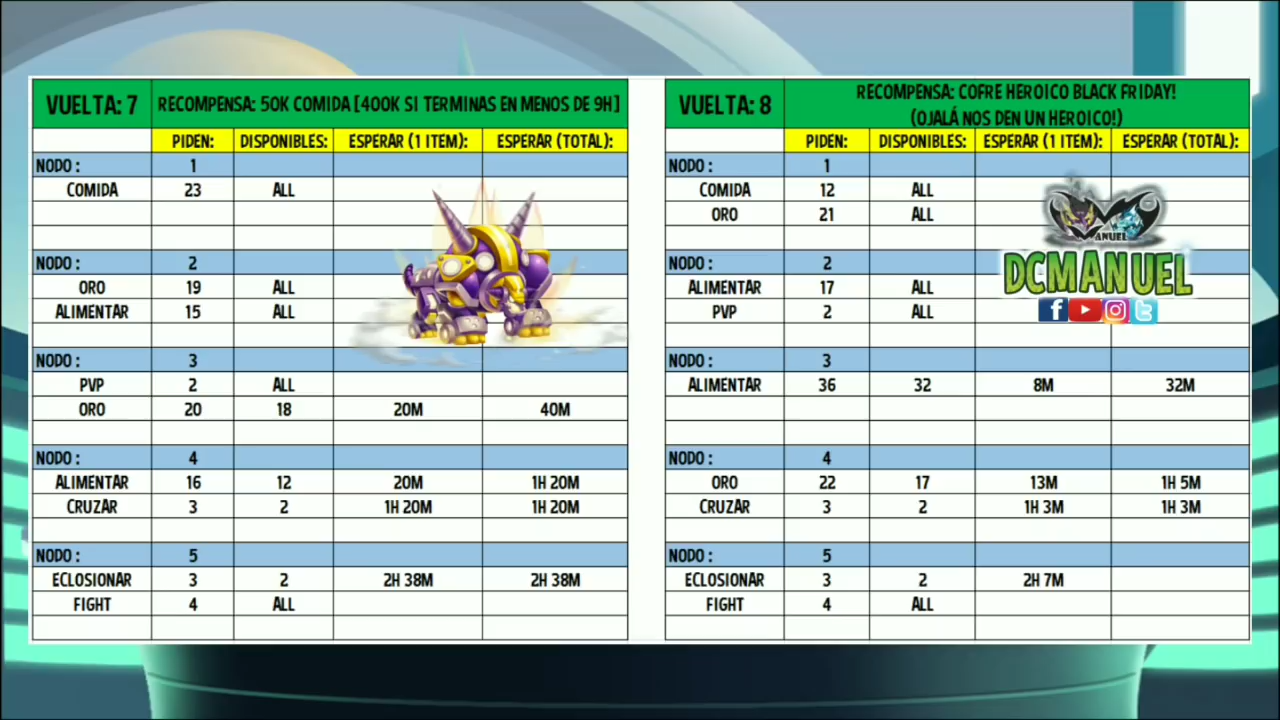 VUELTA: 7 RECOMPENSA: 50K COMIDA [400K SI TERMINAS EN MENOS DE 9H]
PIDEN: DISPONIBLES: ESPERAR (1 ITEM): ESPERAR (TOTAL):
NODO : 1
COMIDA 23 ALL
NODO : 2
ORO 19 ALL
ALIMENTAR 15 ALL
NODO : 3
PVP 2 ALL
ORO 20 18 20M 40M
NODO : 4
ALIMENTAR 16 12 20M 1H 20M
CRUZAR 3 2 1H 20M 1H 20M
NODO : 5
ECLOSIONAR 3 2 2H 38M 2H 38M
FIGHT 4 ALL
VUELTA: 8 RECOMPENSA: COFRE HEROICO BLACK FRIDAY!
(OJALÁ NOS DEN UN HEROICO!)
PIDEN: DISPONIBLES: ESPERAR (1 ITEM): ESPERAR (TOTAL):
NODO : 1
COMIDA 12 ALL
ORO 21 ALL
NODO : 2
ALIMENTAR 17 ALL
PVP 2 ALL
NODO : 3
ALIMENTAR 36 32 8M 32M
NODO : 4
ORO 22 17 13M 1H 5M
CRUZAR 3 2 1H 3M 1H 3M
NODO : 5
ECLOSIONAR 3 2 2H 7M
FIGHT 4 ALL
MANUEL
DCMANUEL